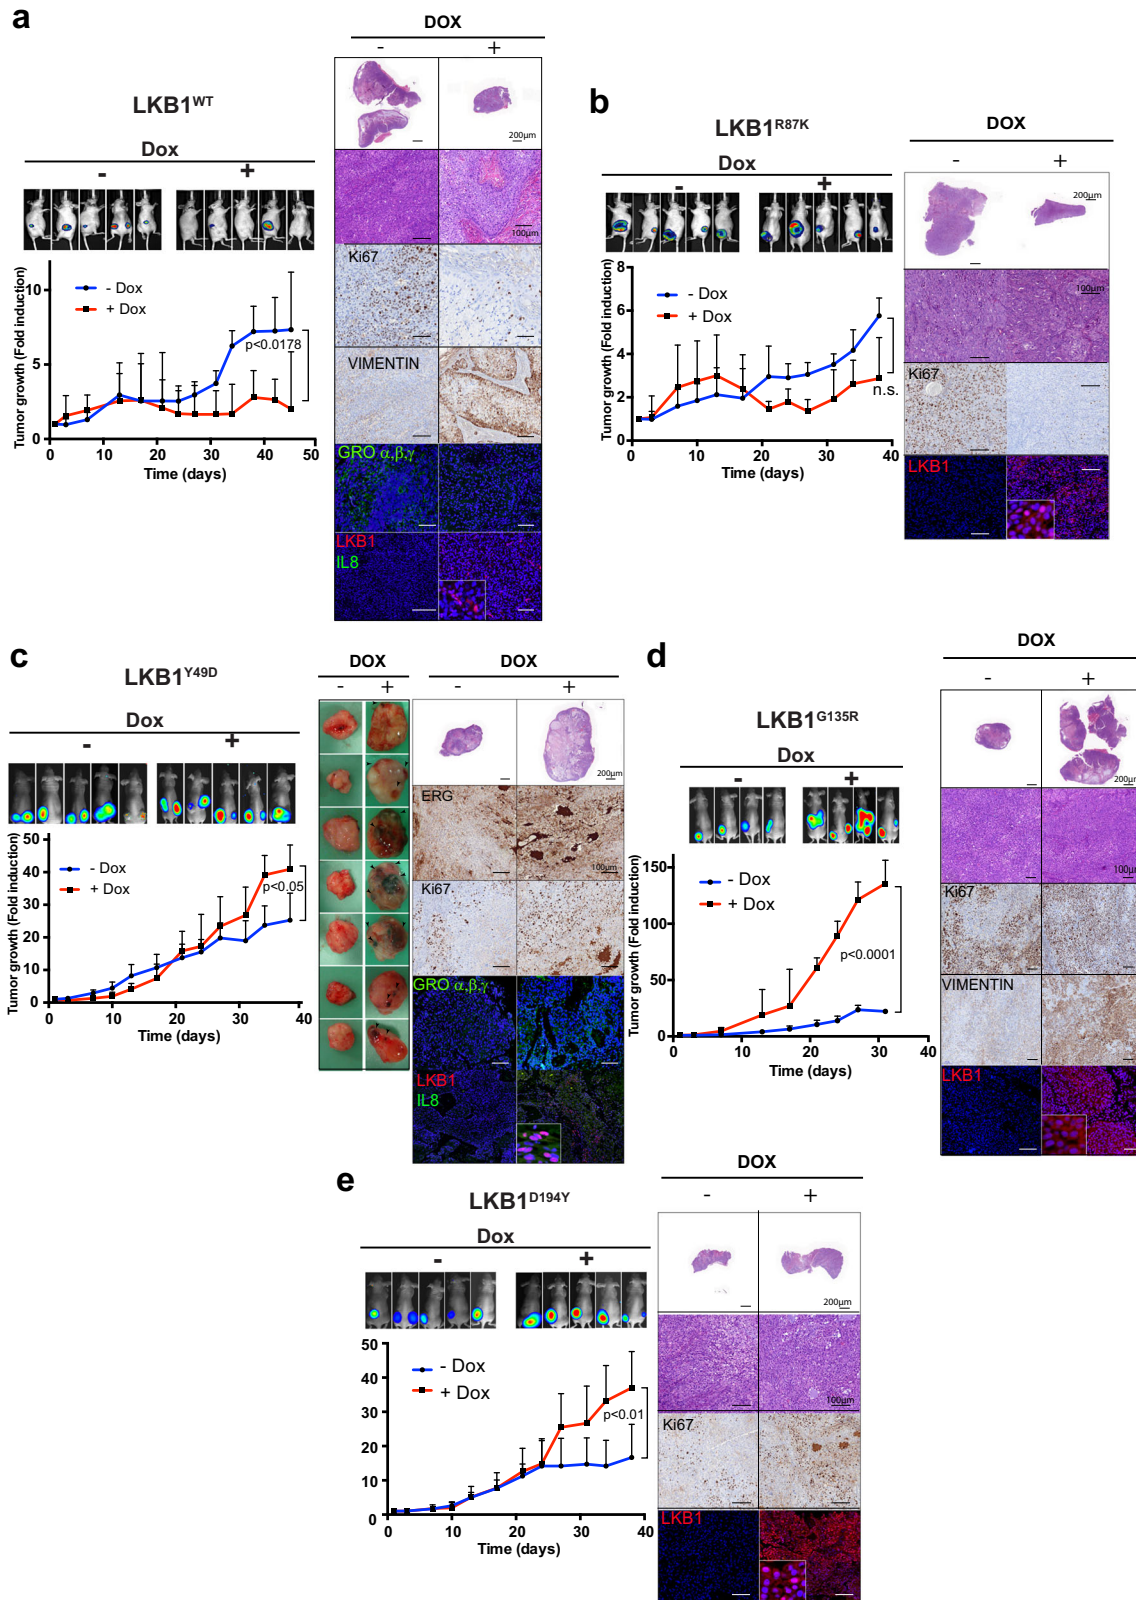 a
LKB1WT
Dox
- +
- Dox
+ Dox
p<0.0178
Tumor growth (Fold induction)
10
5
0
0 10 20 30 40 50
Time (days)
DOX
- +
200µm
100µm
Ki67
VIMENTIN
GRO α,β,γ
LKB1
IL8
b
LKB1R87K
Dox
- +
- Dox
+ Dox
n.s.
Tumor growth (Fold induction)
8
6
4
2
0
0 10 20 30 40
Time (days)
DOX
- +
200µm
100µm
Ki67
LKB1
c
LKB1Y49D
Dox
- +
- Dox
+ Dox
p<0.05
Tumor growth (Fold induction)
50
40
30
20
10
0
0 10 20 30 40
Time (days)
DOX
- +
DOX
- +
200µm
ERG
100µm
Ki67
GRO α,β,γ
LKB1
IL8
d
LKB1G135R
Dox
- +
- Dox
+ Dox
p<0.0001
Tumor growth (Fold induction)
150
100
50
0
0 10 20 30 40
Time (days)
DOX
- +
200µm
100µm
Ki67
VIMENTIN
LKB1
e
LKB1D194Y
Dox
- +
- Dox
+ Dox
p<0.01
Tumor growth (Fold induction)
50
40
30
20
10
0
0 10 20 30 40
Time (days)
DOX
- +
200µm
100µm
Ki67
LKB1